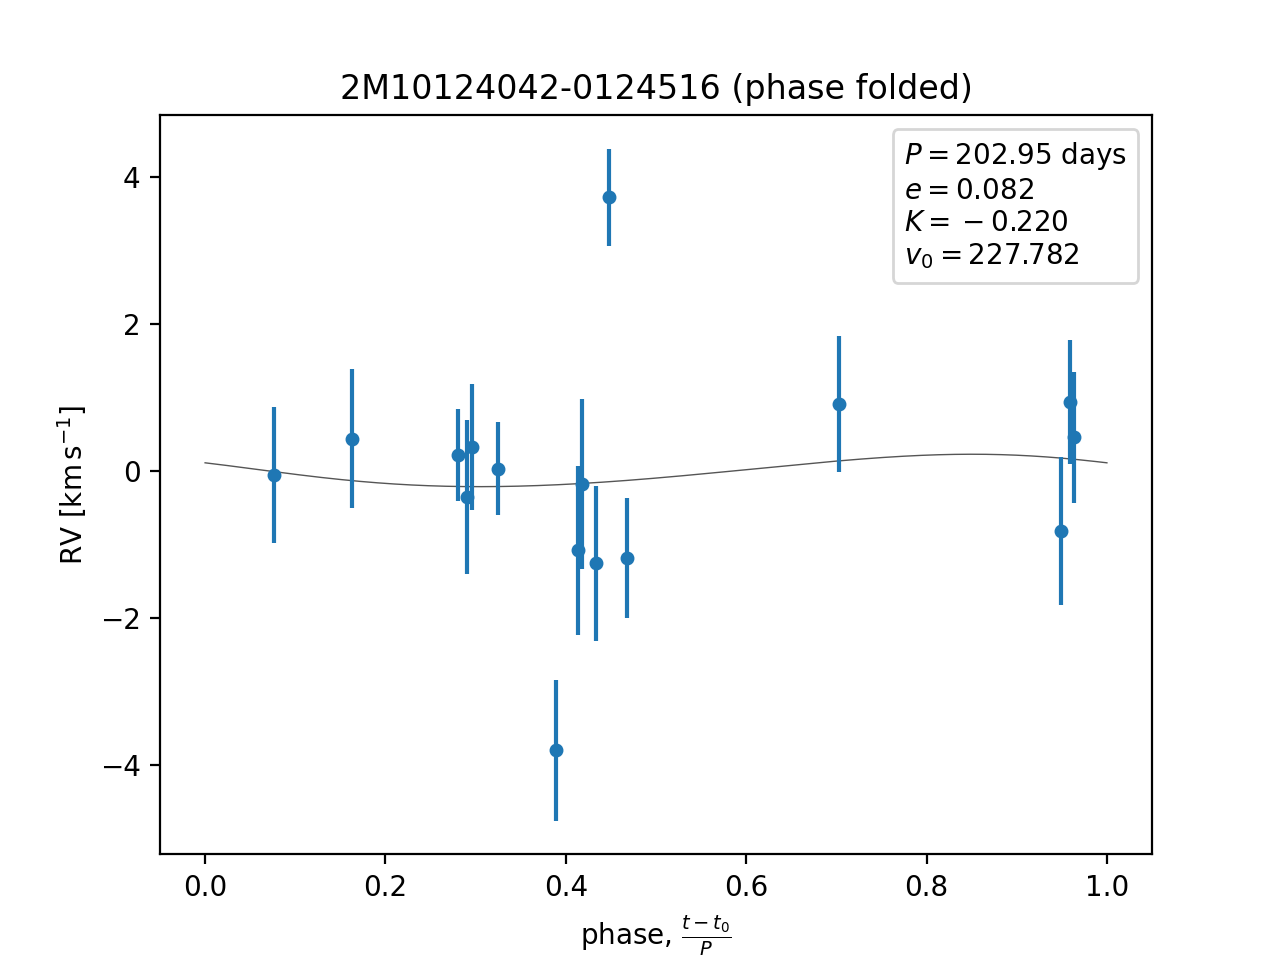 2M10124042-0124516 (phase folded)
P = 202.95 days
e = 0.082
K = −0.220
v₀ = 227.782
RV [km s⁻¹]
4
2
0
−2
−4
0.0 0.2 0.4 0.6 0.8 1.0
phase, (t − t₀)/P